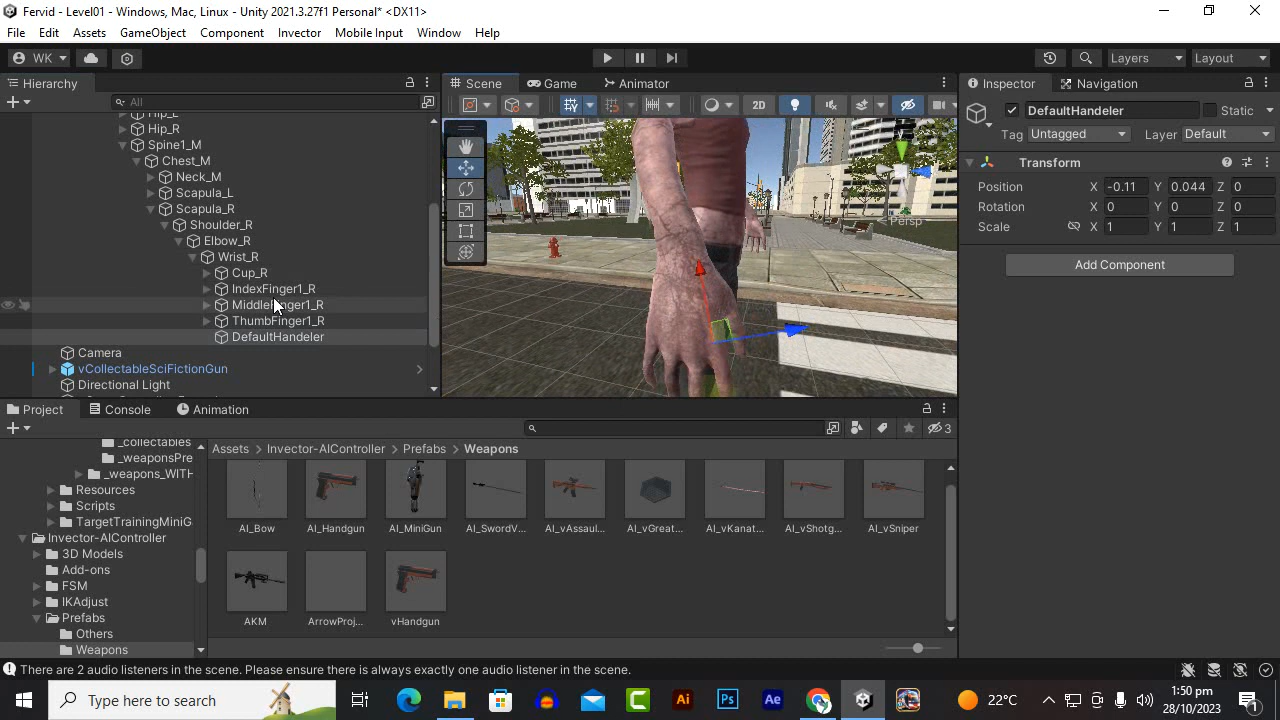 Fervid - Level01 - Windows, Mac, Linux - Unity 2021.3.27f1 Personal* <DX11>
File Edit Assets GameObject Component Invector Mobile Input Window Help
WK Layers Layout
Hierarchy
Scene Game Animator
Inspector Navigation
All
2D
Hip_R
Spine1_M
Chest_M
Neck_M
Scapula_L
Scapula_R
Shoulder_R
Elbow_R
Wrist_R
Cup_R
IndexFinger1_R
MiddleFinger1_R
ThumbFinger1_R
DefaultHandeler
Camera
vCollectableSciFictionGun
Directional Light
Persp
DefaultHandeler Static
Tag Untagged Layer Default
Transform
Position X -0.11 Y 0.044 Z 0
Rotation X 0 Y 0 Z 0
Scale X 1 Y 1 Z 1
Add Component
Project Console Animation
3
_collectables
_weaponsPre
_weapons_WITH
Resources
Scripts
TargetTrainingMiniG
Invector-AIController
3D Models
Add-ons
FSM
IKAdjust
Prefabs
Others
Weapons
Assets > Invector-AIController > Prefabs > Weapons
AI_Bow AI_Handgun AI_MiniGun AI_SwordV... AI_vAssaul... AI_vGreat... AI_vKanat... AI_vShotg... AI_vSniper
AKM ArrowProj... vHandgun
There are 2 audio listeners in the scene. Please ensure there is always exactly one audio listener in the scene.
Type here to search
22°C
1:50 pm
28/10/2023
1